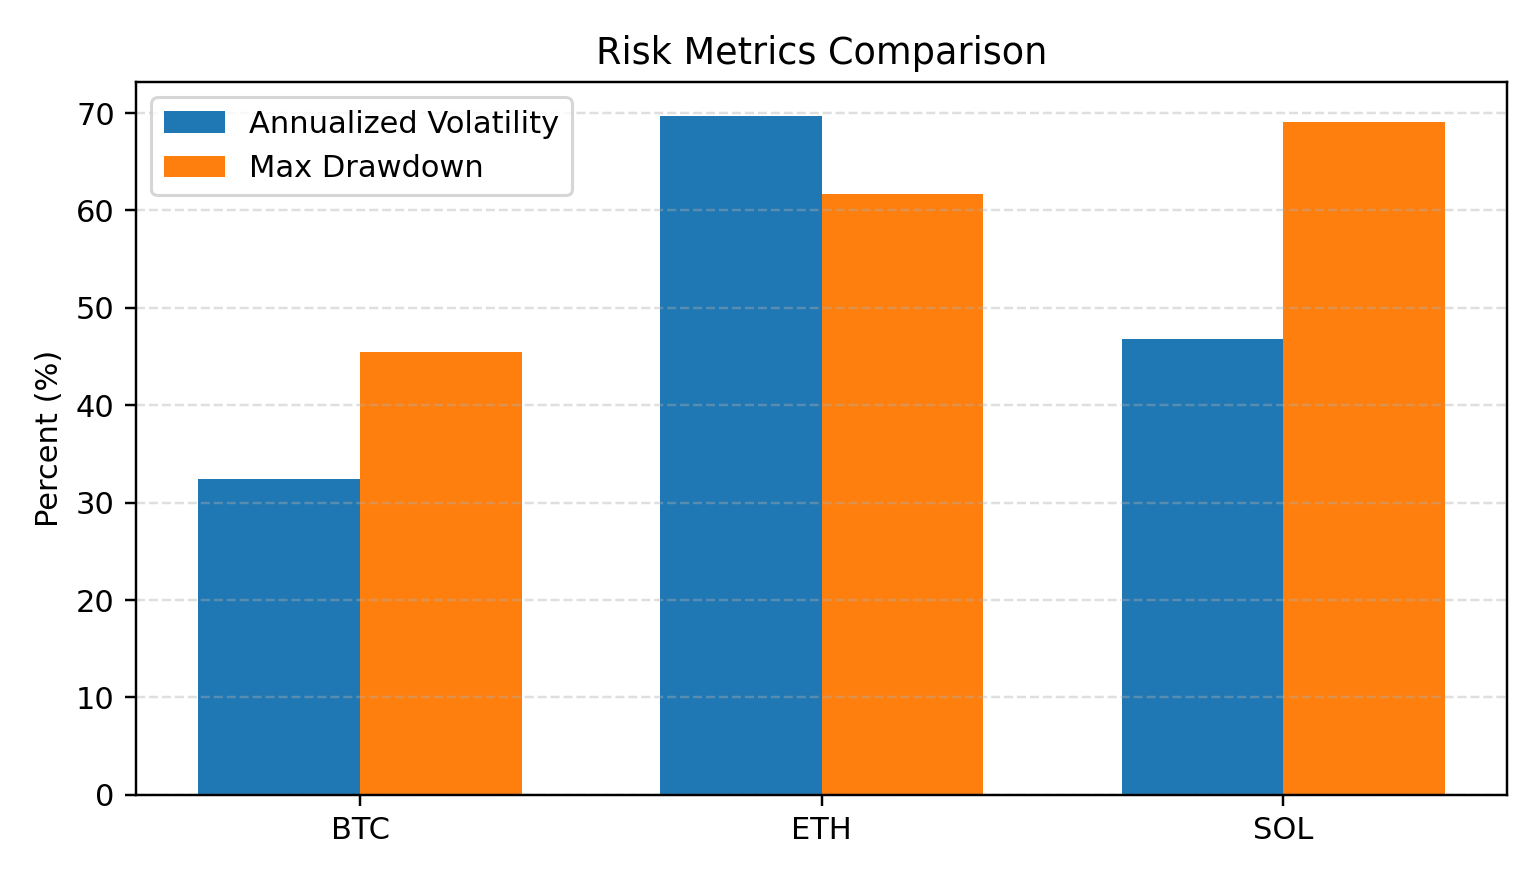 Risk Metrics Comparison
Annualized Volatility
Max Drawdown
Percent (%)
70
60
50
40
30
20
10
0
BTC
ETH
SOL